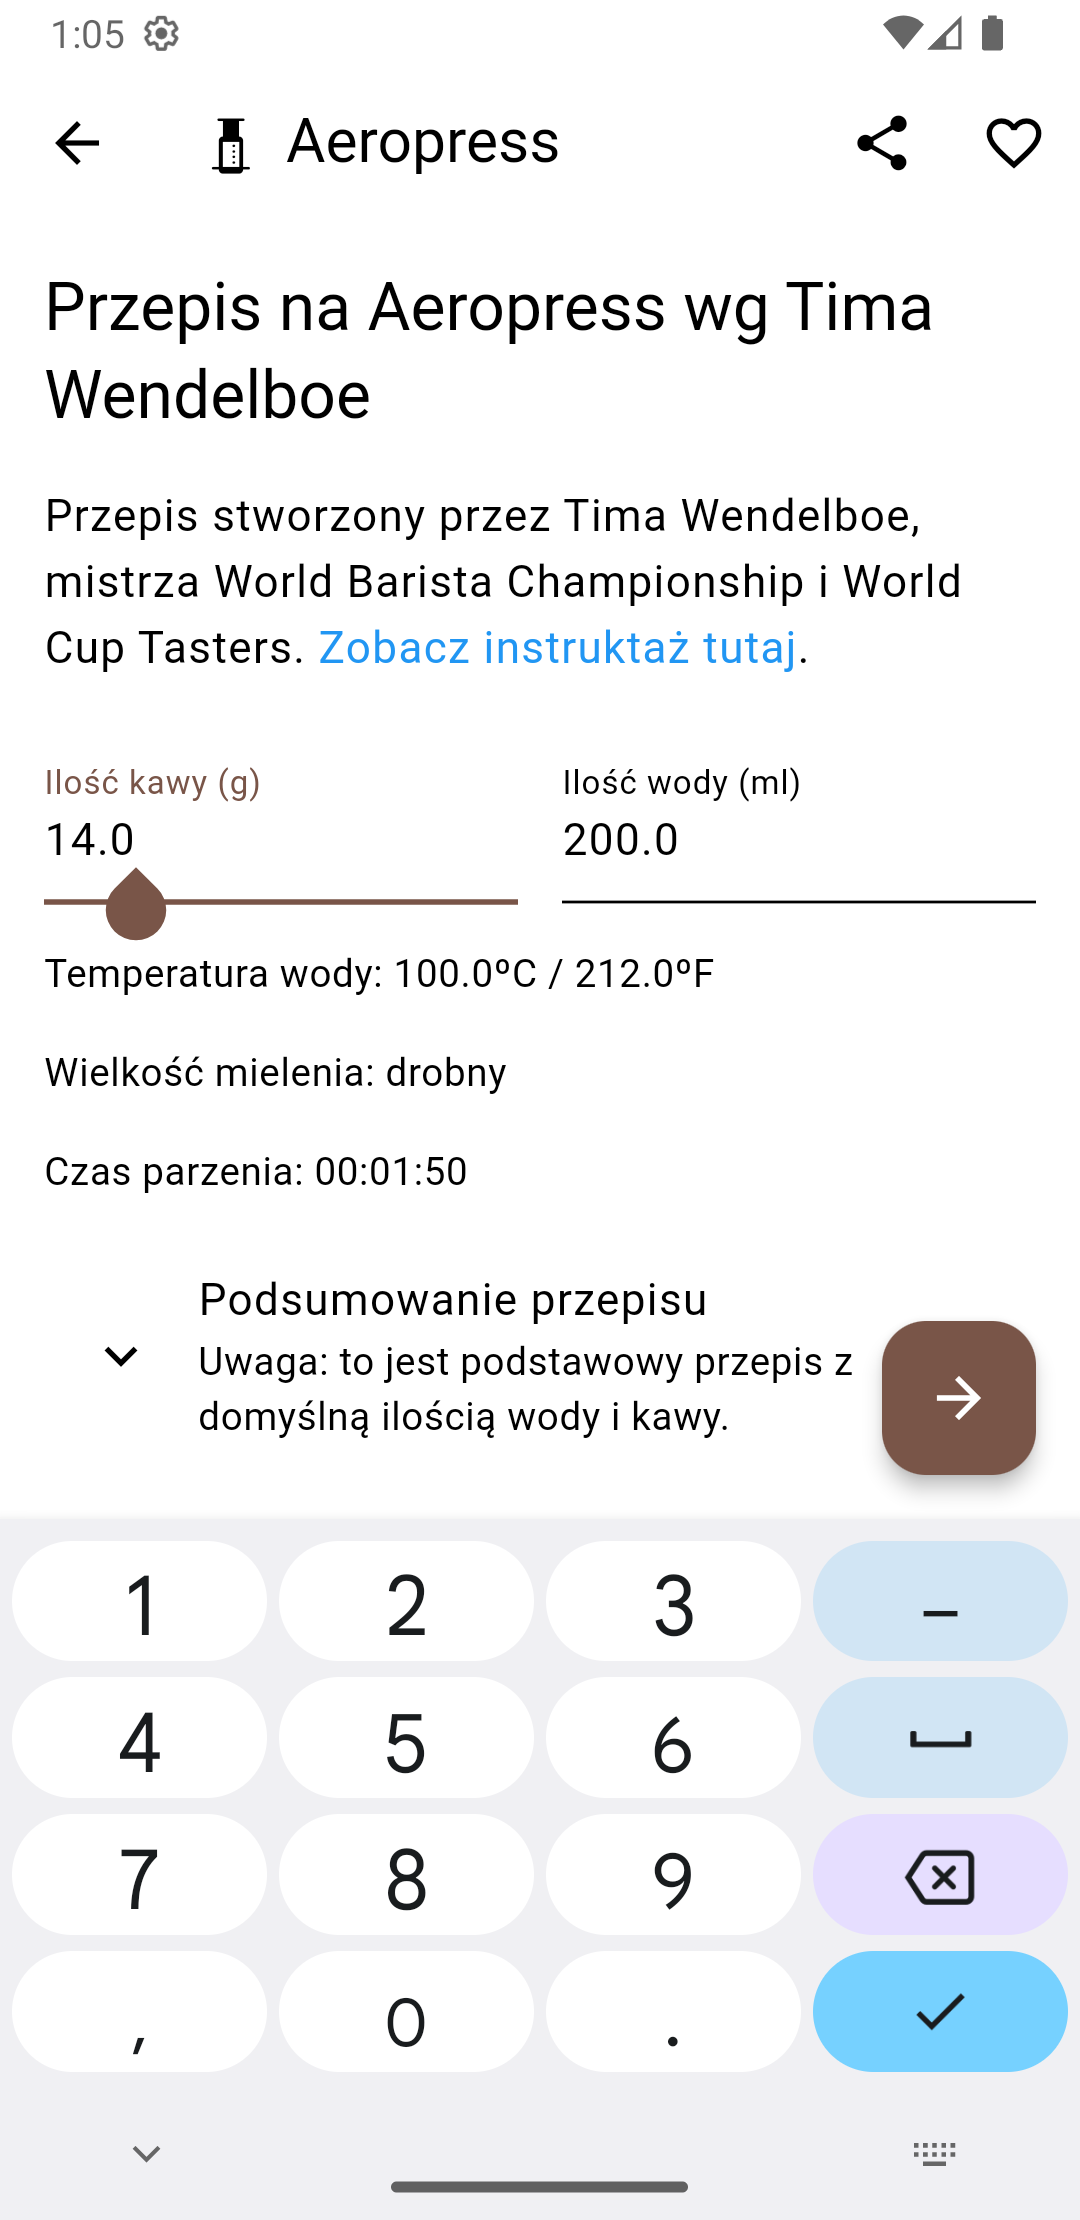 1:05
Aeropress
Przepis na Aeropress wg Tima
Wendelboe
Przepis stworzony przez Tima Wendelboe,
mistrza World Barista Championship i World
Cup Tasters. Zobacz instruktaż tutaj.
Ilość kawy (g)
Ilość wody (ml)
14.0
200.0
Temperatura wody: 100.0ºC / 212.0ºF
Wielkość mielenia: drobny
Czas parzenia: 00:01:50
Podsumowanie przepisu
Uwaga: to jest podstawowy przepis z
domyślną ilością wody i kawy.
1 2 3 –
4 5 6
7 8 9
, 0 .